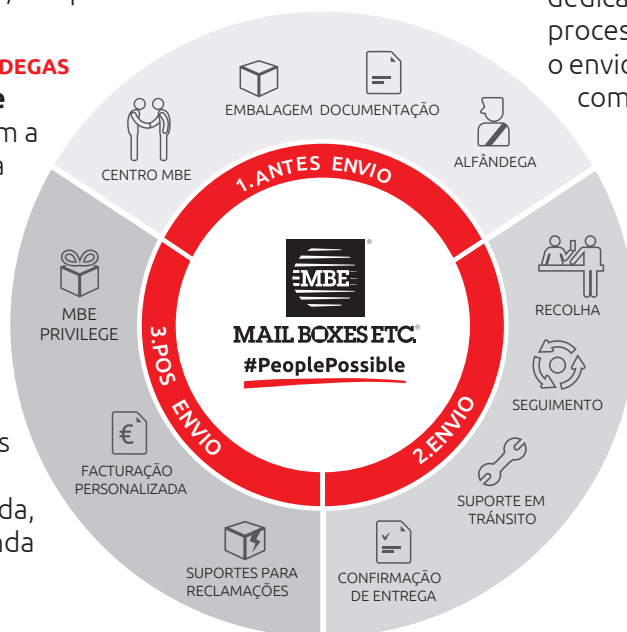 DEGAS
e
m a
a
s
da,
nda
dedica
proces
o envio
com
CENTRO MBE
EMBALAGEM
DOCUMENTAÇÃO
ALFÂNDEGA
1.ANTES ENVIO
RECOLHA
SEGUIMENTO
SUPORTE EM
TRÁNSITO
CONFIRMAÇÃO
DE ENTREGA
2.ENVIO
SUPORTES PARA
RECLAMAÇÕES
€
FACTURAÇÃO
PERSONALIZADA
MBE
PRIVILEGE
3.POS ENVIO
MBE
®
MAIL BOXES ETC.®
#PeoplePossible